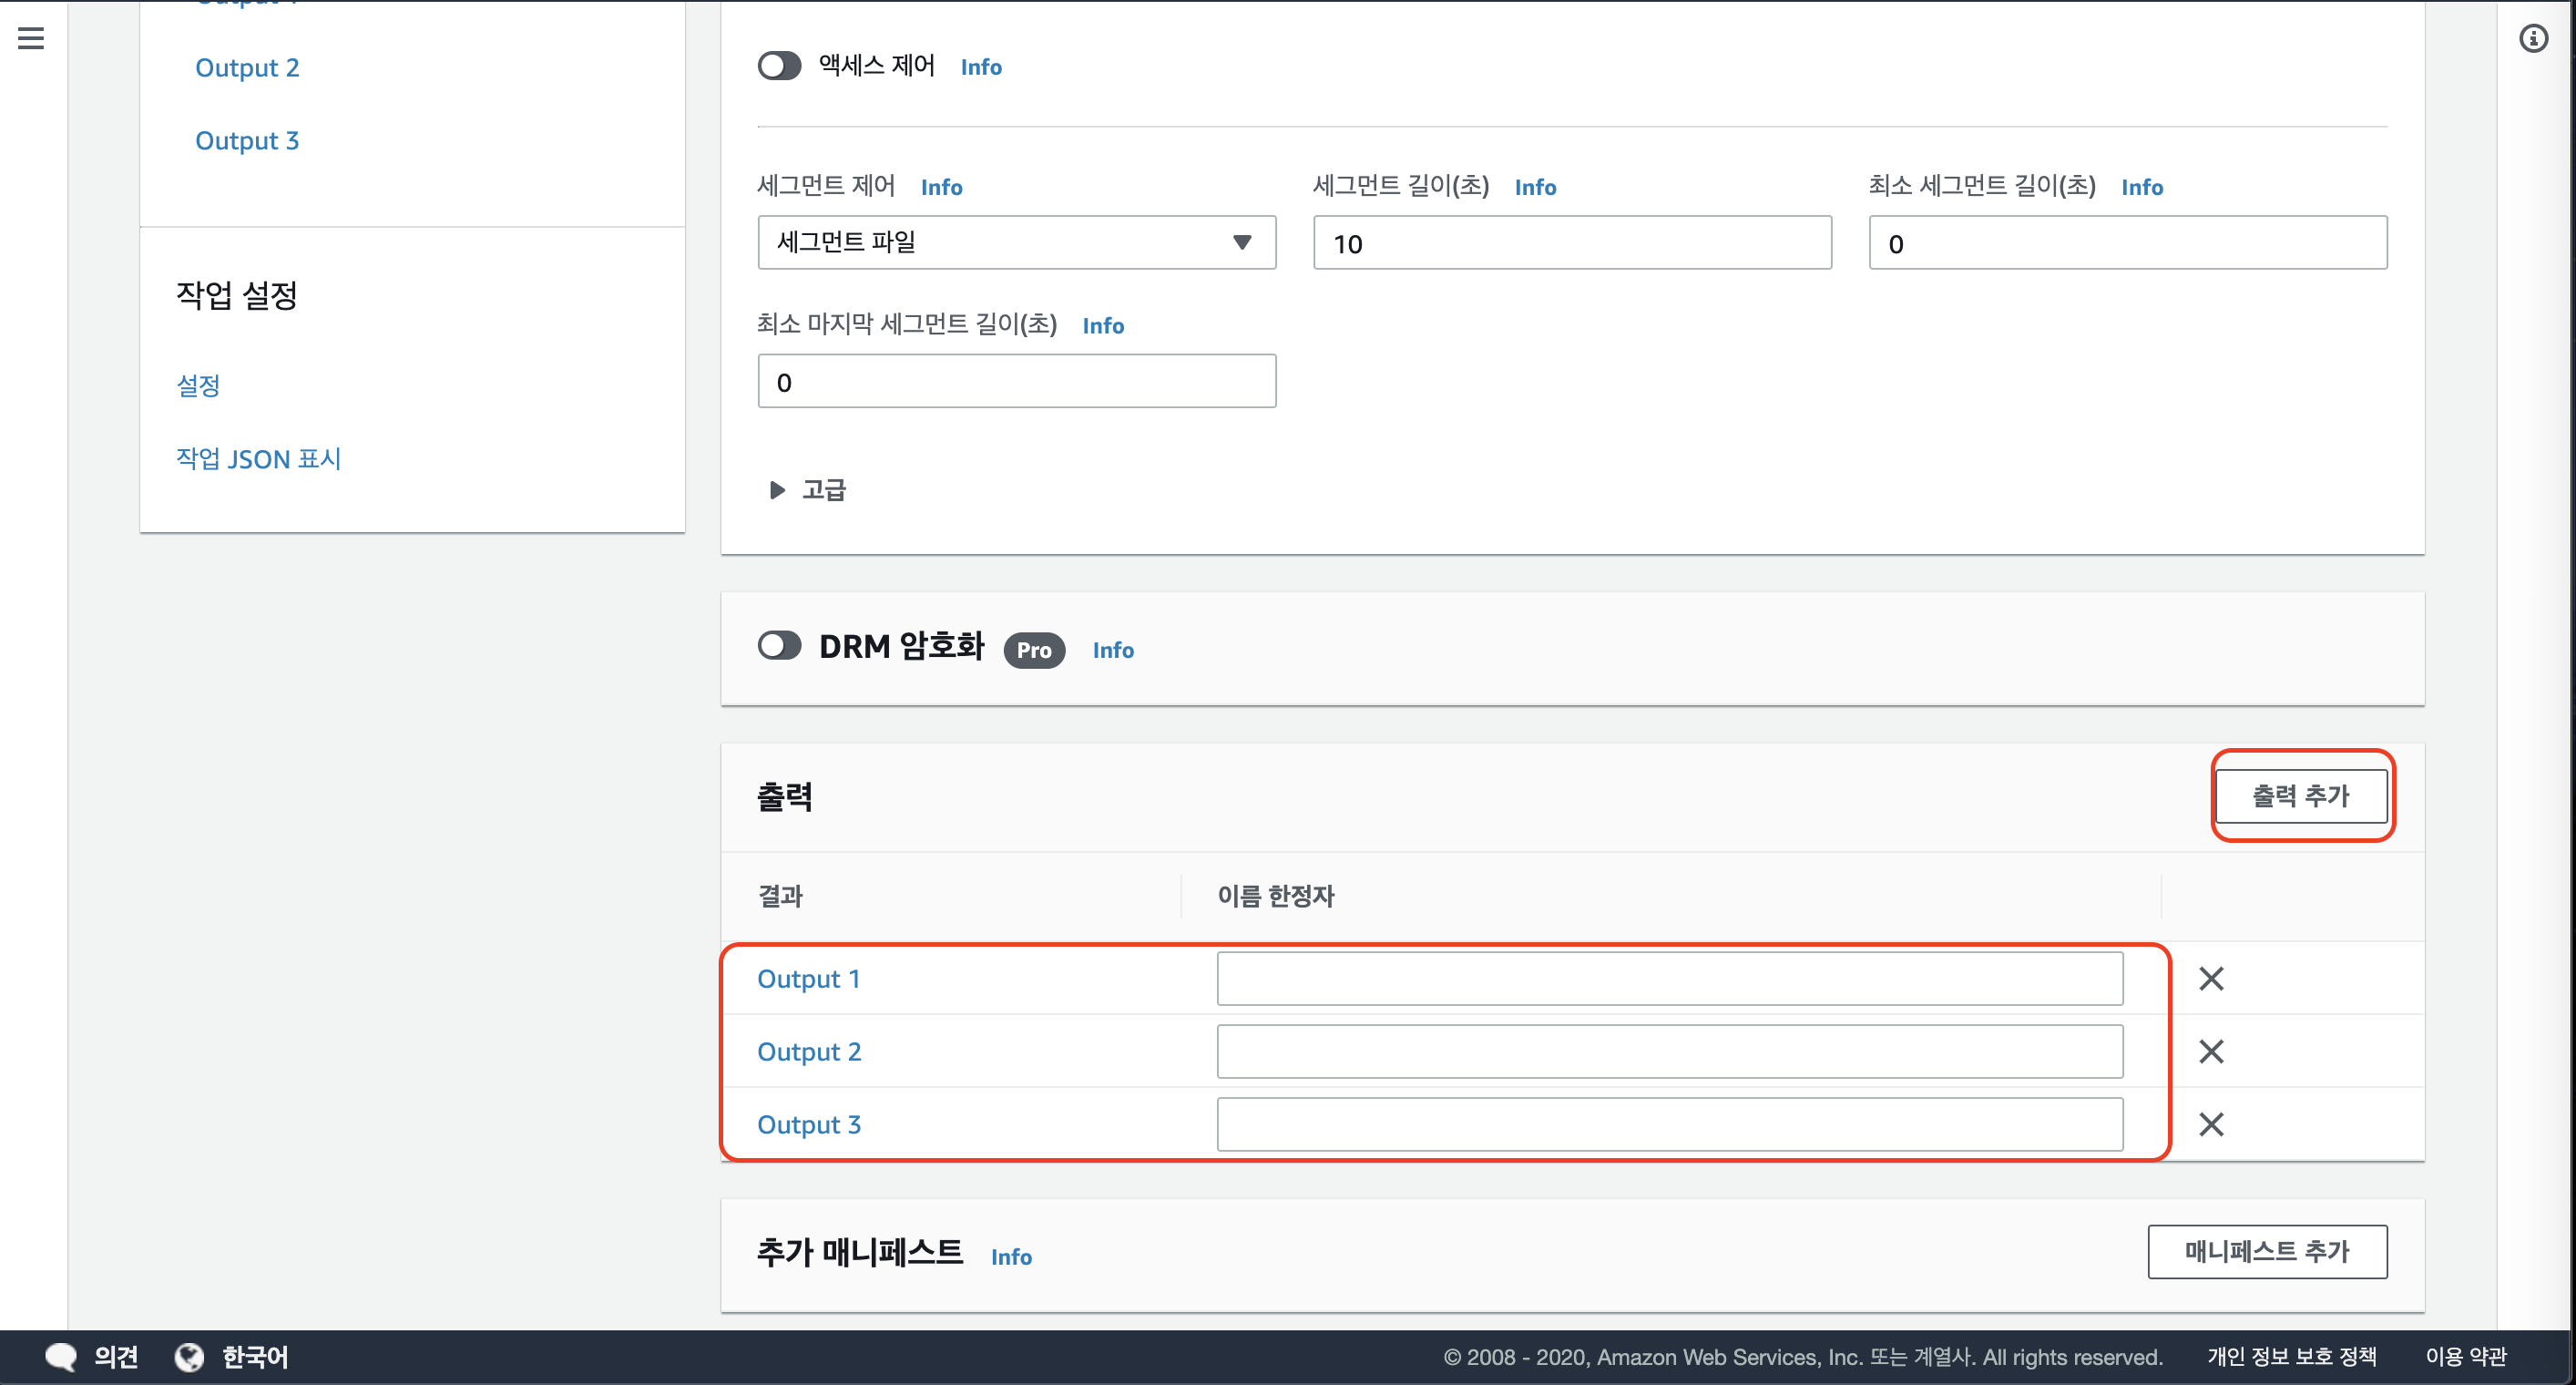 Output 2
Output 3
작업 설정
설정
작업 JSON 표시
액세스 제어 Info
세그먼트 제어 Info
세그먼트 길이(초) Info
최소 세그먼트 길이(초) Info
세그먼트 파일
10
0
최소 마지막 세그먼트 길이(초) Info
0
고급
DRM 암호화 Pro Info
출력
출력 추가
결과
이름 한정자
Output 1
Output 2
Output 3
추가 매니페스트 Info
매니페스트 추가
의견
한국어
© 2008 - 2020, Amazon Web Services, Inc. 또는 계열사. All rights reserved.
개인 정보 보호 정책
이용 약관